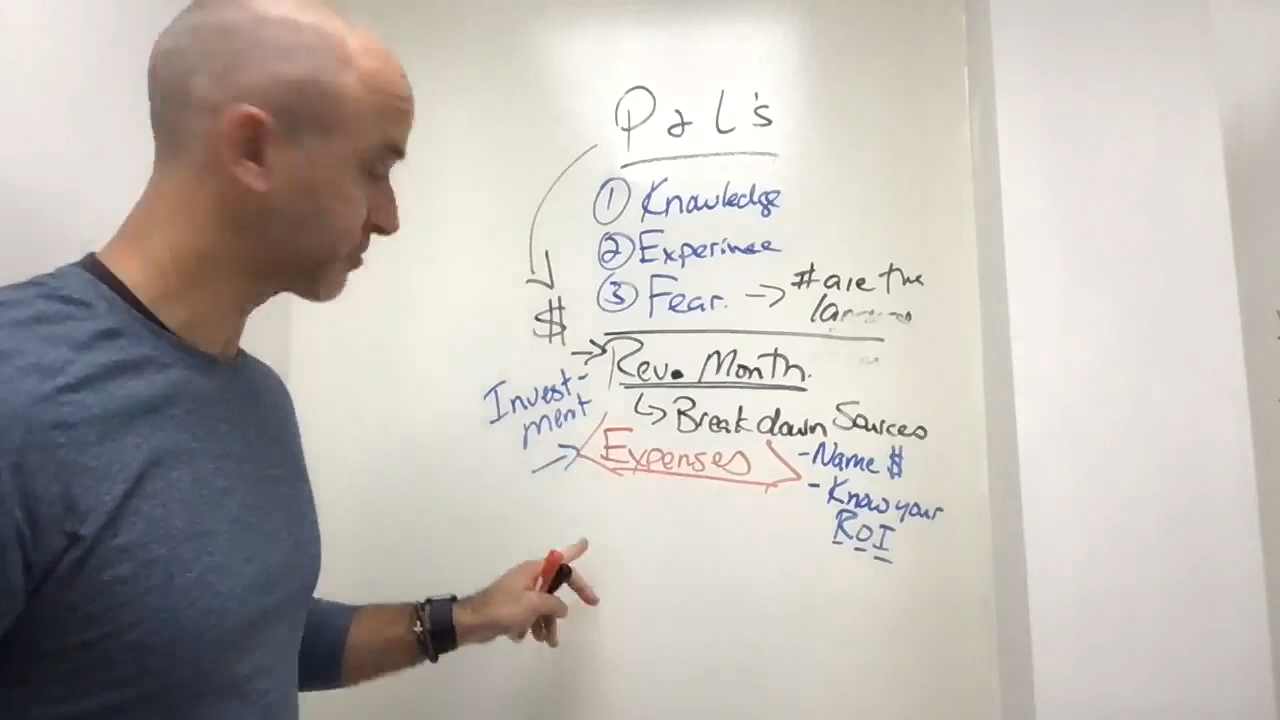 P & L's
① Knowledge
② Experince
③ Fear. → # are the
$
→ Rev. Month.
Invest-
ment
↳ Breakdown Sources
Expenses
- Name $
- Know your
ROI